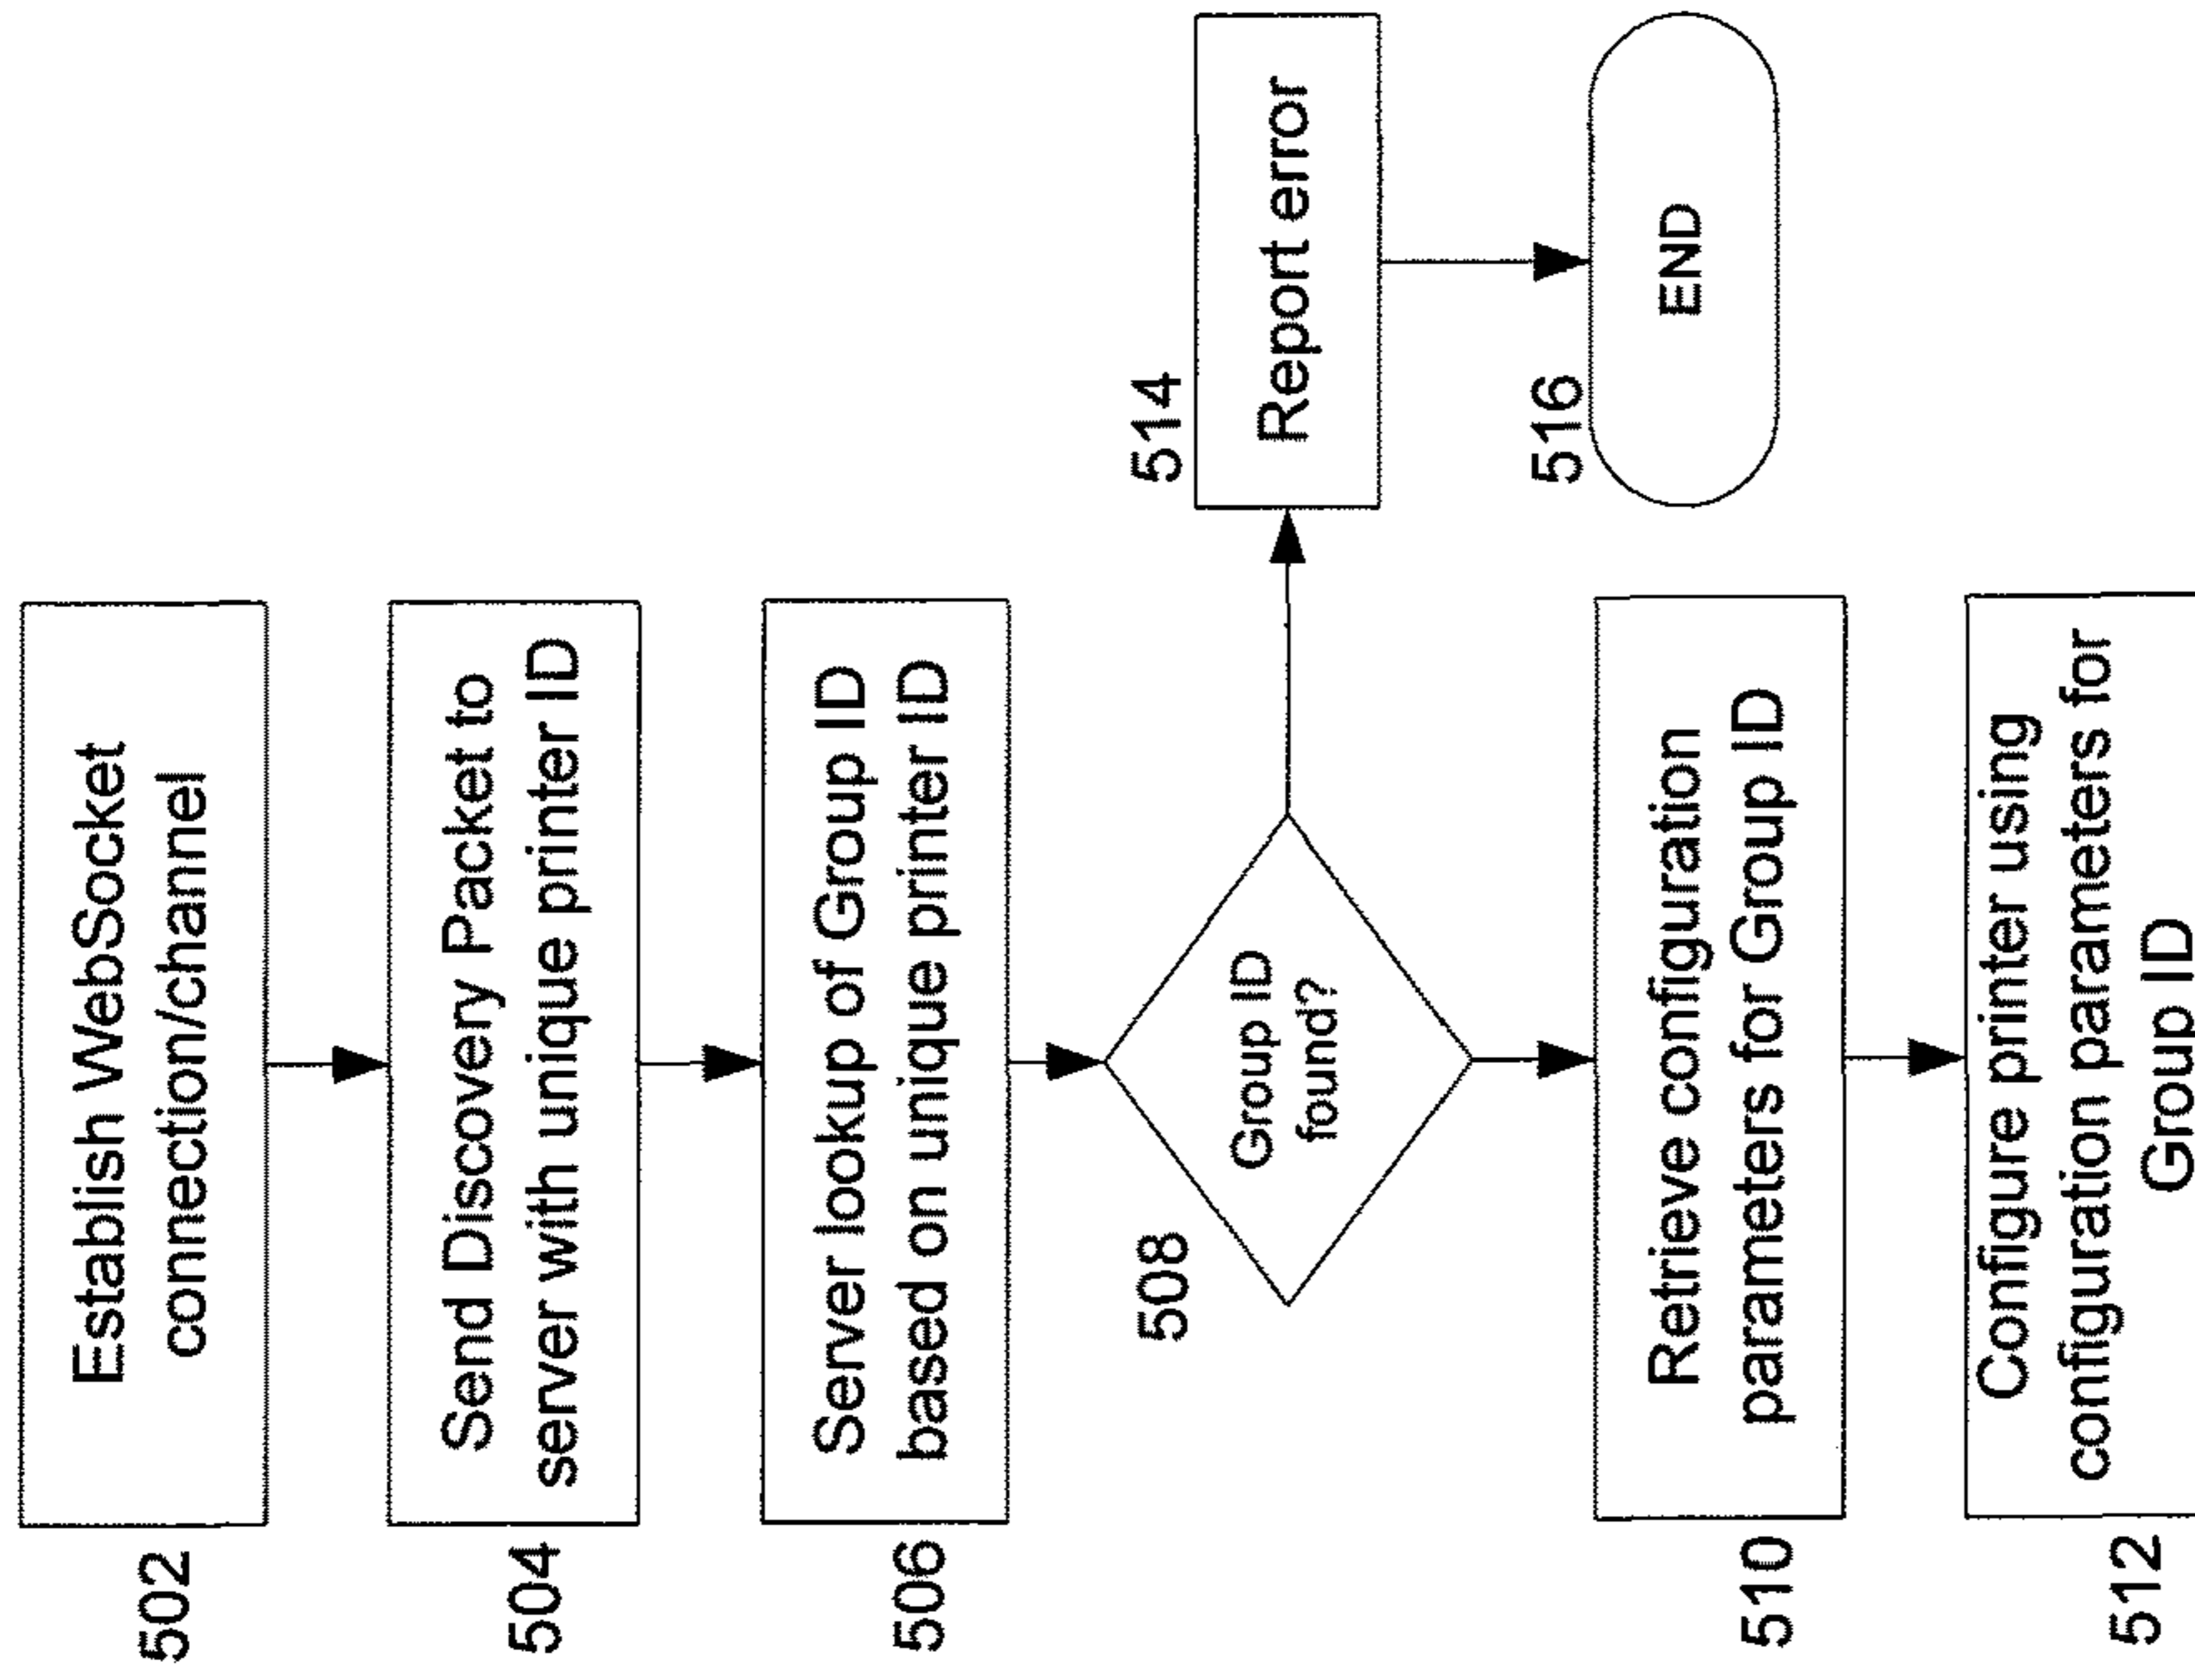 502
Establish WebSocket
connection/channel
504
Send Discovery Packet to
server with unique printer ID
506
Server lookup of Group ID
based on unique printer ID
508
Group ID
found?
514
Report error
516
END
510
Retrieve configuration
parameters for Group ID
512
Configure printer using
configuration parameters for
Group ID